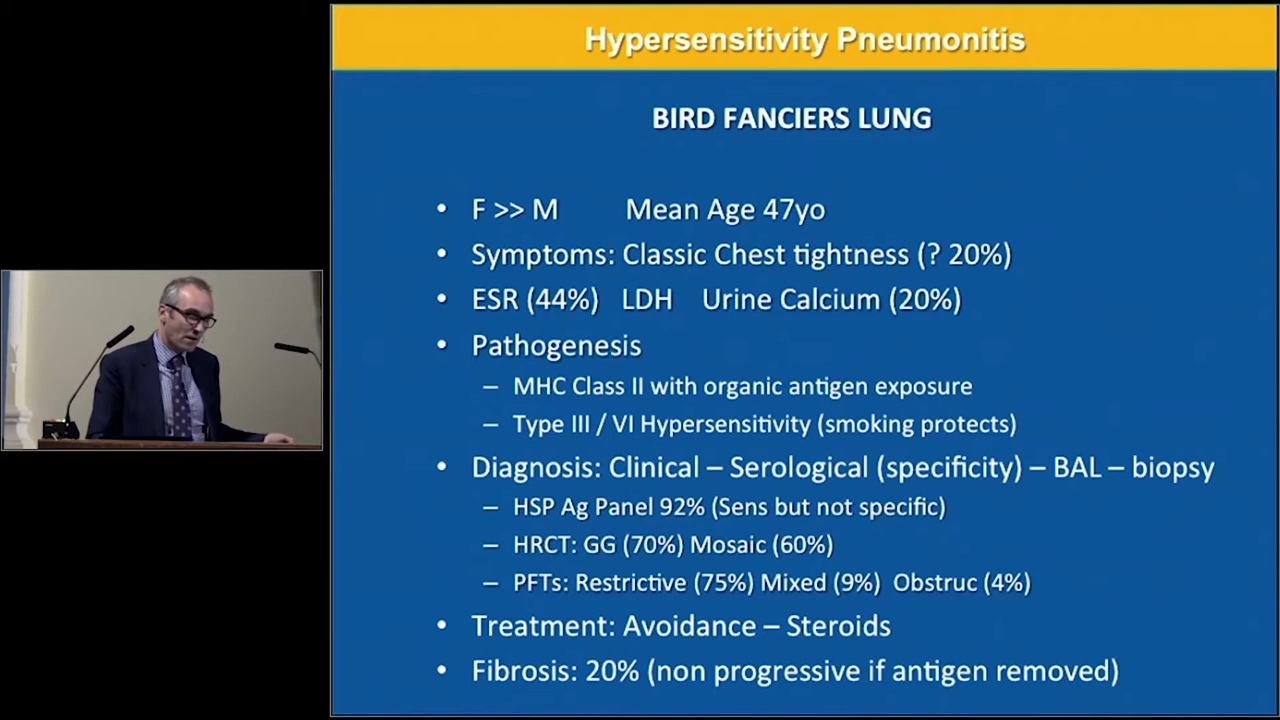 Hypersensitivity Pneumonitis
BIRD FANCIERS LUNG
• F >> M Mean Age 47yo
• Symptoms: Classic Chest tightness (? 20%)
• ESR (44%) LDH Urine Calcium (20%)
• Pathogenesis
– MHC Class II with organic antigen exposure
– Type III / VI Hypersensitivity (smoking protects)
• Diagnosis: Clinical – Serological (specificity) – BAL – biopsy
– HSP Ag Panel 92% (Sens but not specific)
– HRCT: GG (70%) Mosaic (60%)
– PFTs: Restrictive (75%) Mixed (9%) Obstruc (4%)
• Treatment: Avoidance – Steroids
• Fibrosis: 20% (non progressive if antigen removed)